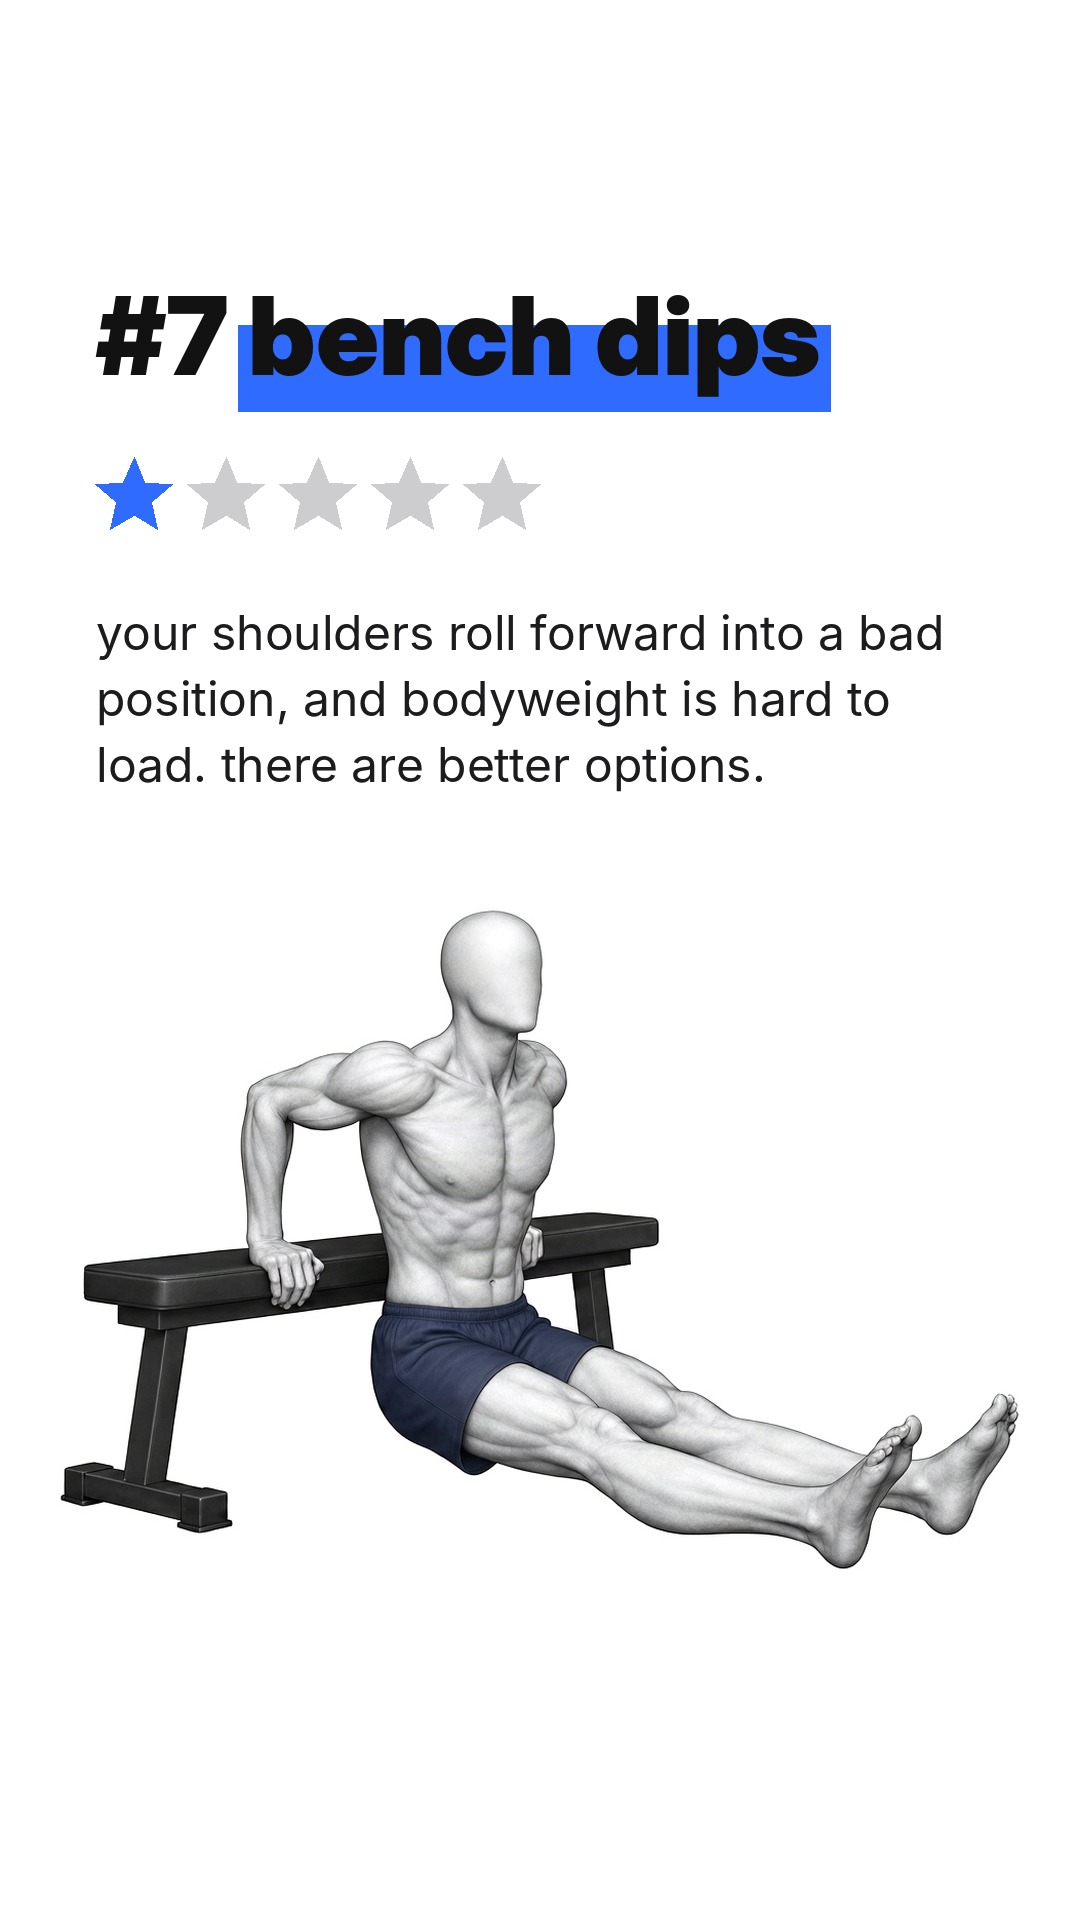 #7 bench dips
your shoulders roll forward into a bad
position, and bodyweight is hard to
load. there are better options.